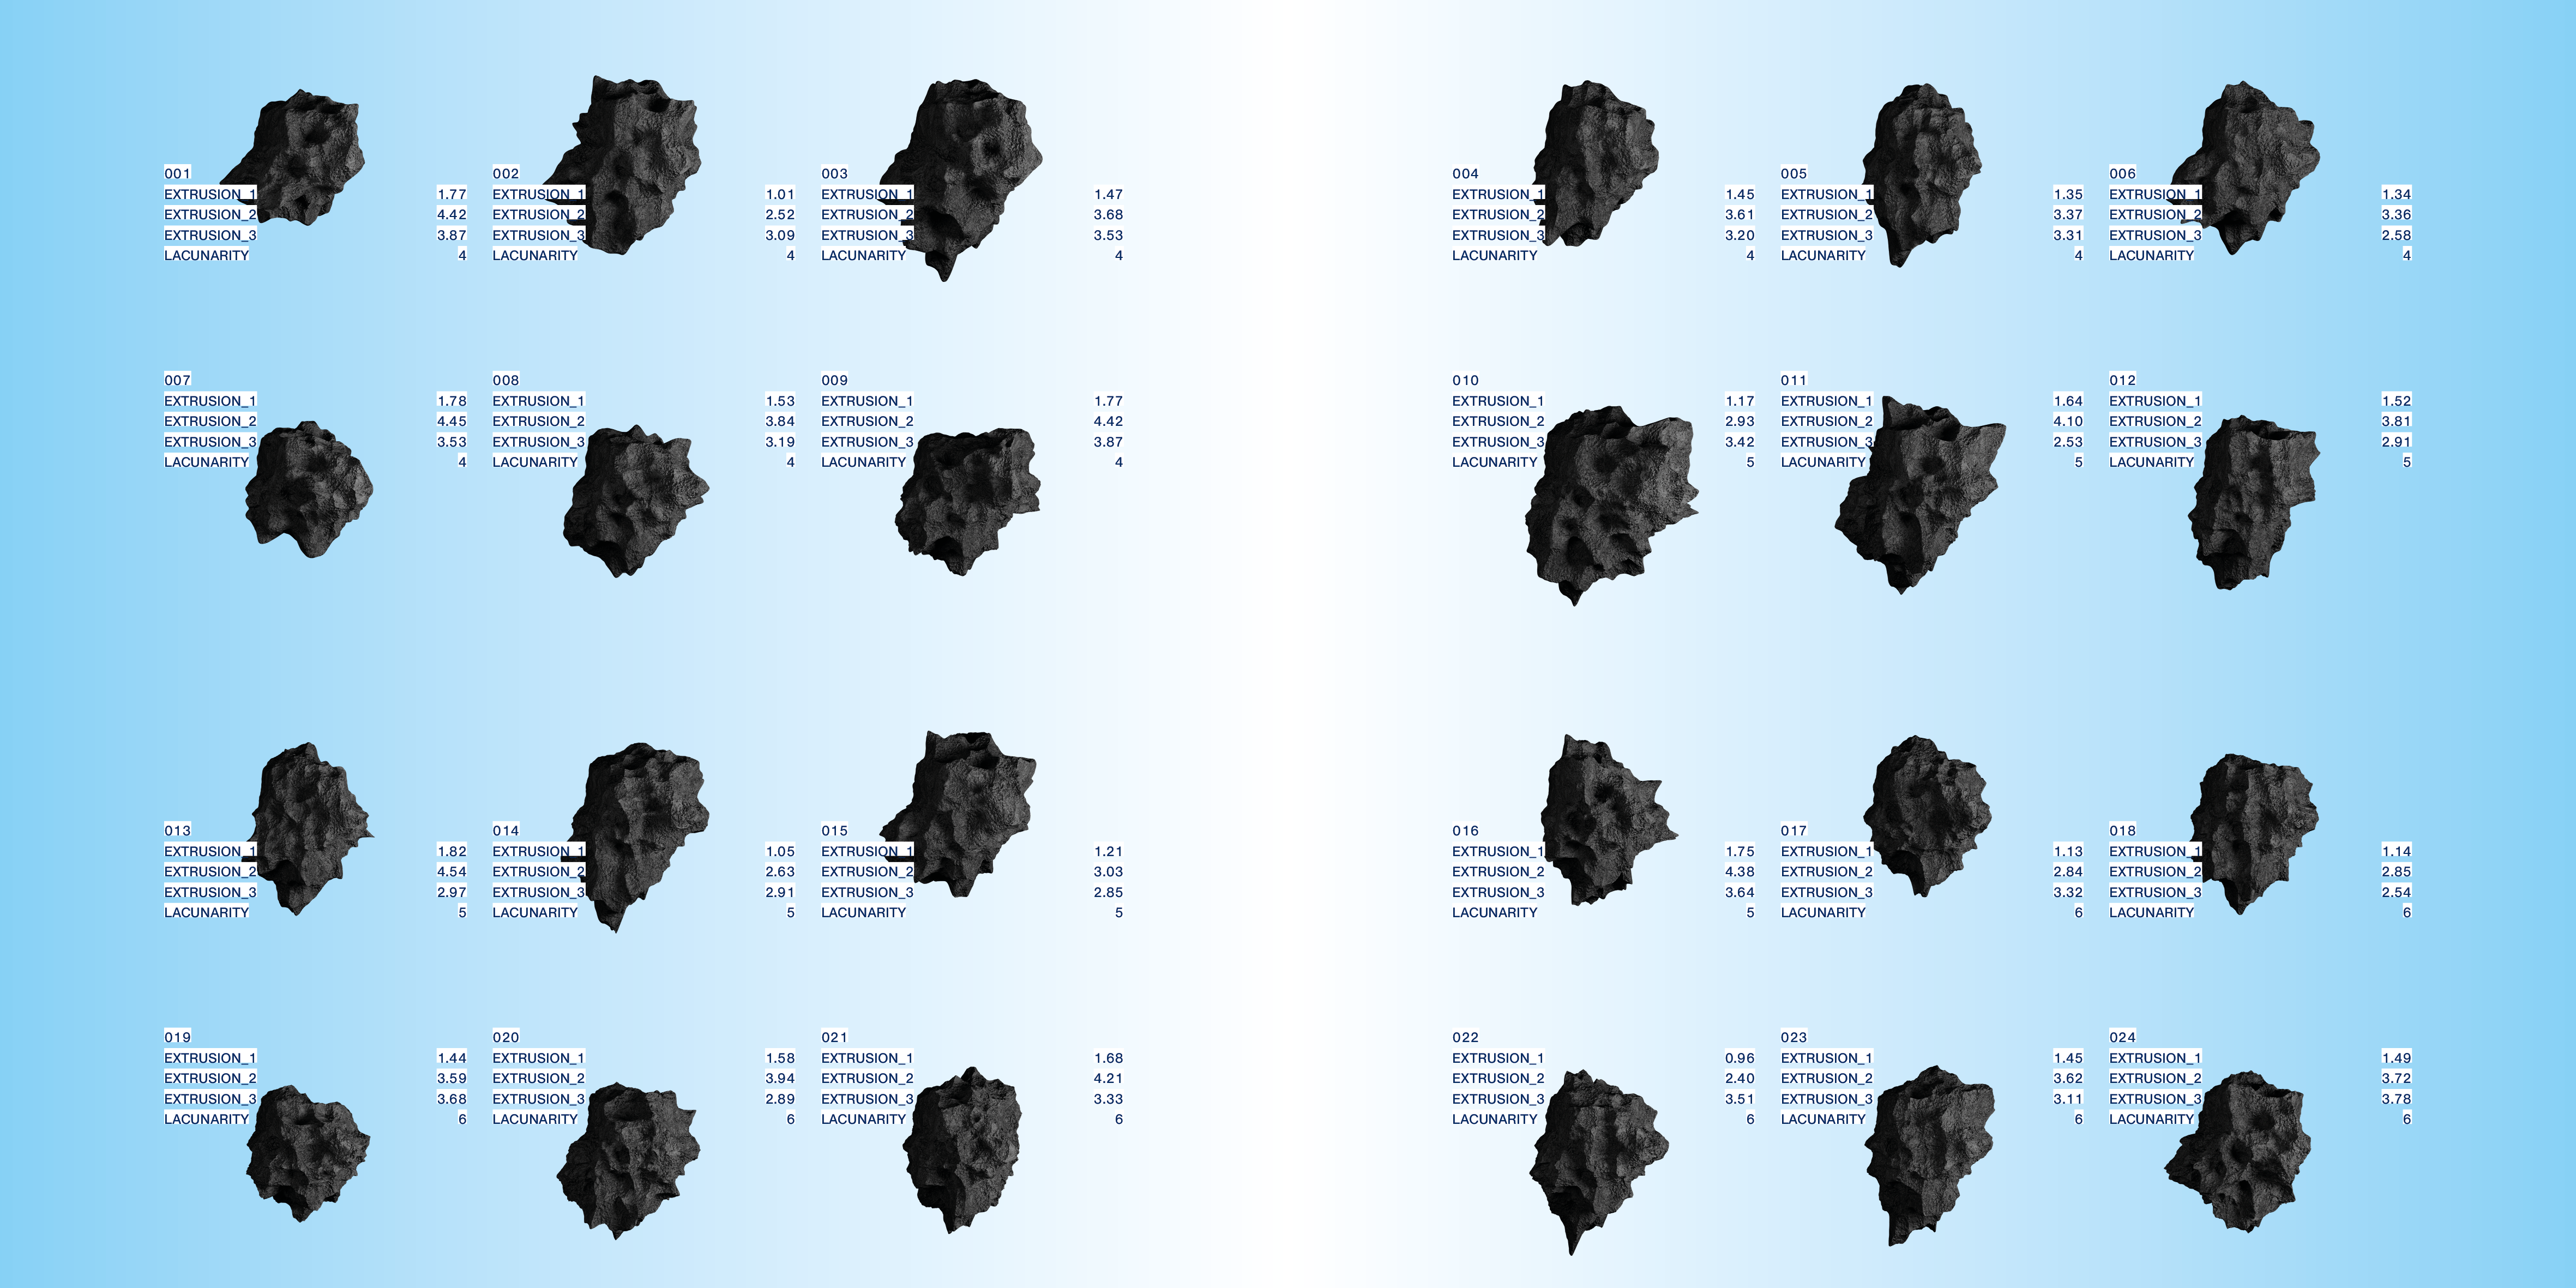 001
EXTRUSION_1 1.77
EXTRUSION_2 4.42
EXTRUSION_3 3.87
LACUNARITY 4
002
EXTRUSION_1 1.01
EXTRUSION_2 2.52
EXTRUSION_3 3.09
LACUNARITY 4
003
EXTRUSION_1 1.47
EXTRUSION_2 3.68
EXTRUSION_3 3.53
LACUNARITY 4
004
EXTRUSION_1 1.45
EXTRUSION_2 3.61
EXTRUSION_3 3.20
LACUNARITY 4
005
EXTRUSION_1 1.35
EXTRUSION_2 3.37
EXTRUSION_3 3.31
LACUNARITY 4
006
EXTRUSION_1 1.34
EXTRUSION_2 3.36
EXTRUSION_3 2.58
LACUNARITY 4
007
EXTRUSION_1 1.78
EXTRUSION_2 4.45
EXTRUSION_3 3.53
LACUNARITY 4
008
EXTRUSION_1 1.53
EXTRUSION_2 3.84
EXTRUSION_3 3.19
LACUNARITY 4
009
EXTRUSION_1 1.77
EXTRUSION_2 4.42
EXTRUSION_3 3.87
LACUNARITY 4
010
EXTRUSION_1 1.17
EXTRUSION_2 2.93
EXTRUSION_3 3.42
LACUNARITY 5
011
EXTRUSION_1 1.64
EXTRUSION_2 4.10
EXTRUSION_3 2.53
LACUNARITY 5
012
EXTRUSION_1 1.52
EXTRUSION_2 3.81
EXTRUSION_3 2.91
LACUNARITY 5
013
EXTRUSION_1 1.82
EXTRUSION_2 4.54
EXTRUSION_3 2.97
LACUNARITY 5
014
EXTRUSION_1 1.05
EXTRUSION_2 2.63
EXTRUSION_3 2.91
LACUNARITY 5
015
EXTRUSION_1 1.21
EXTRUSION_2 3.03
EXTRUSION_3 2.85
LACUNARITY 5
016
EXTRUSION_1 1.75
EXTRUSION_2 4.38
EXTRUSION_3 3.64
LACUNARITY 5
017
EXTRUSION_1 1.13
EXTRUSION_2 2.84
EXTRUSION_3 3.32
LACUNARITY 6
018
EXTRUSION_1 1.14
EXTRUSION_2 2.85
EXTRUSION_3 2.54
LACUNARITY 6
019
EXTRUSION_1 1.44
EXTRUSION_2 3.59
EXTRUSION_3 3.68
LACUNARITY 6
020
EXTRUSION_1 1.58
EXTRUSION_2 3.94
EXTRUSION_3 2.89
LACUNARITY 6
021
EXTRUSION_1 1.68
EXTRUSION_2 4.21
EXTRUSION_3 3.33
LACUNARITY 6
022
EXTRUSION_1 0.96
EXTRUSION_2 2.40
EXTRUSION_3 3.51
LACUNARITY 6
023
EXTRUSION_1 1.45
EXTRUSION_2 3.62
EXTRUSION_3 3.11
LACUNARITY 6
024
EXTRUSION_1 1.49
EXTRUSION_2 3.72
EXTRUSION_3 3.78
LACUNARITY 6